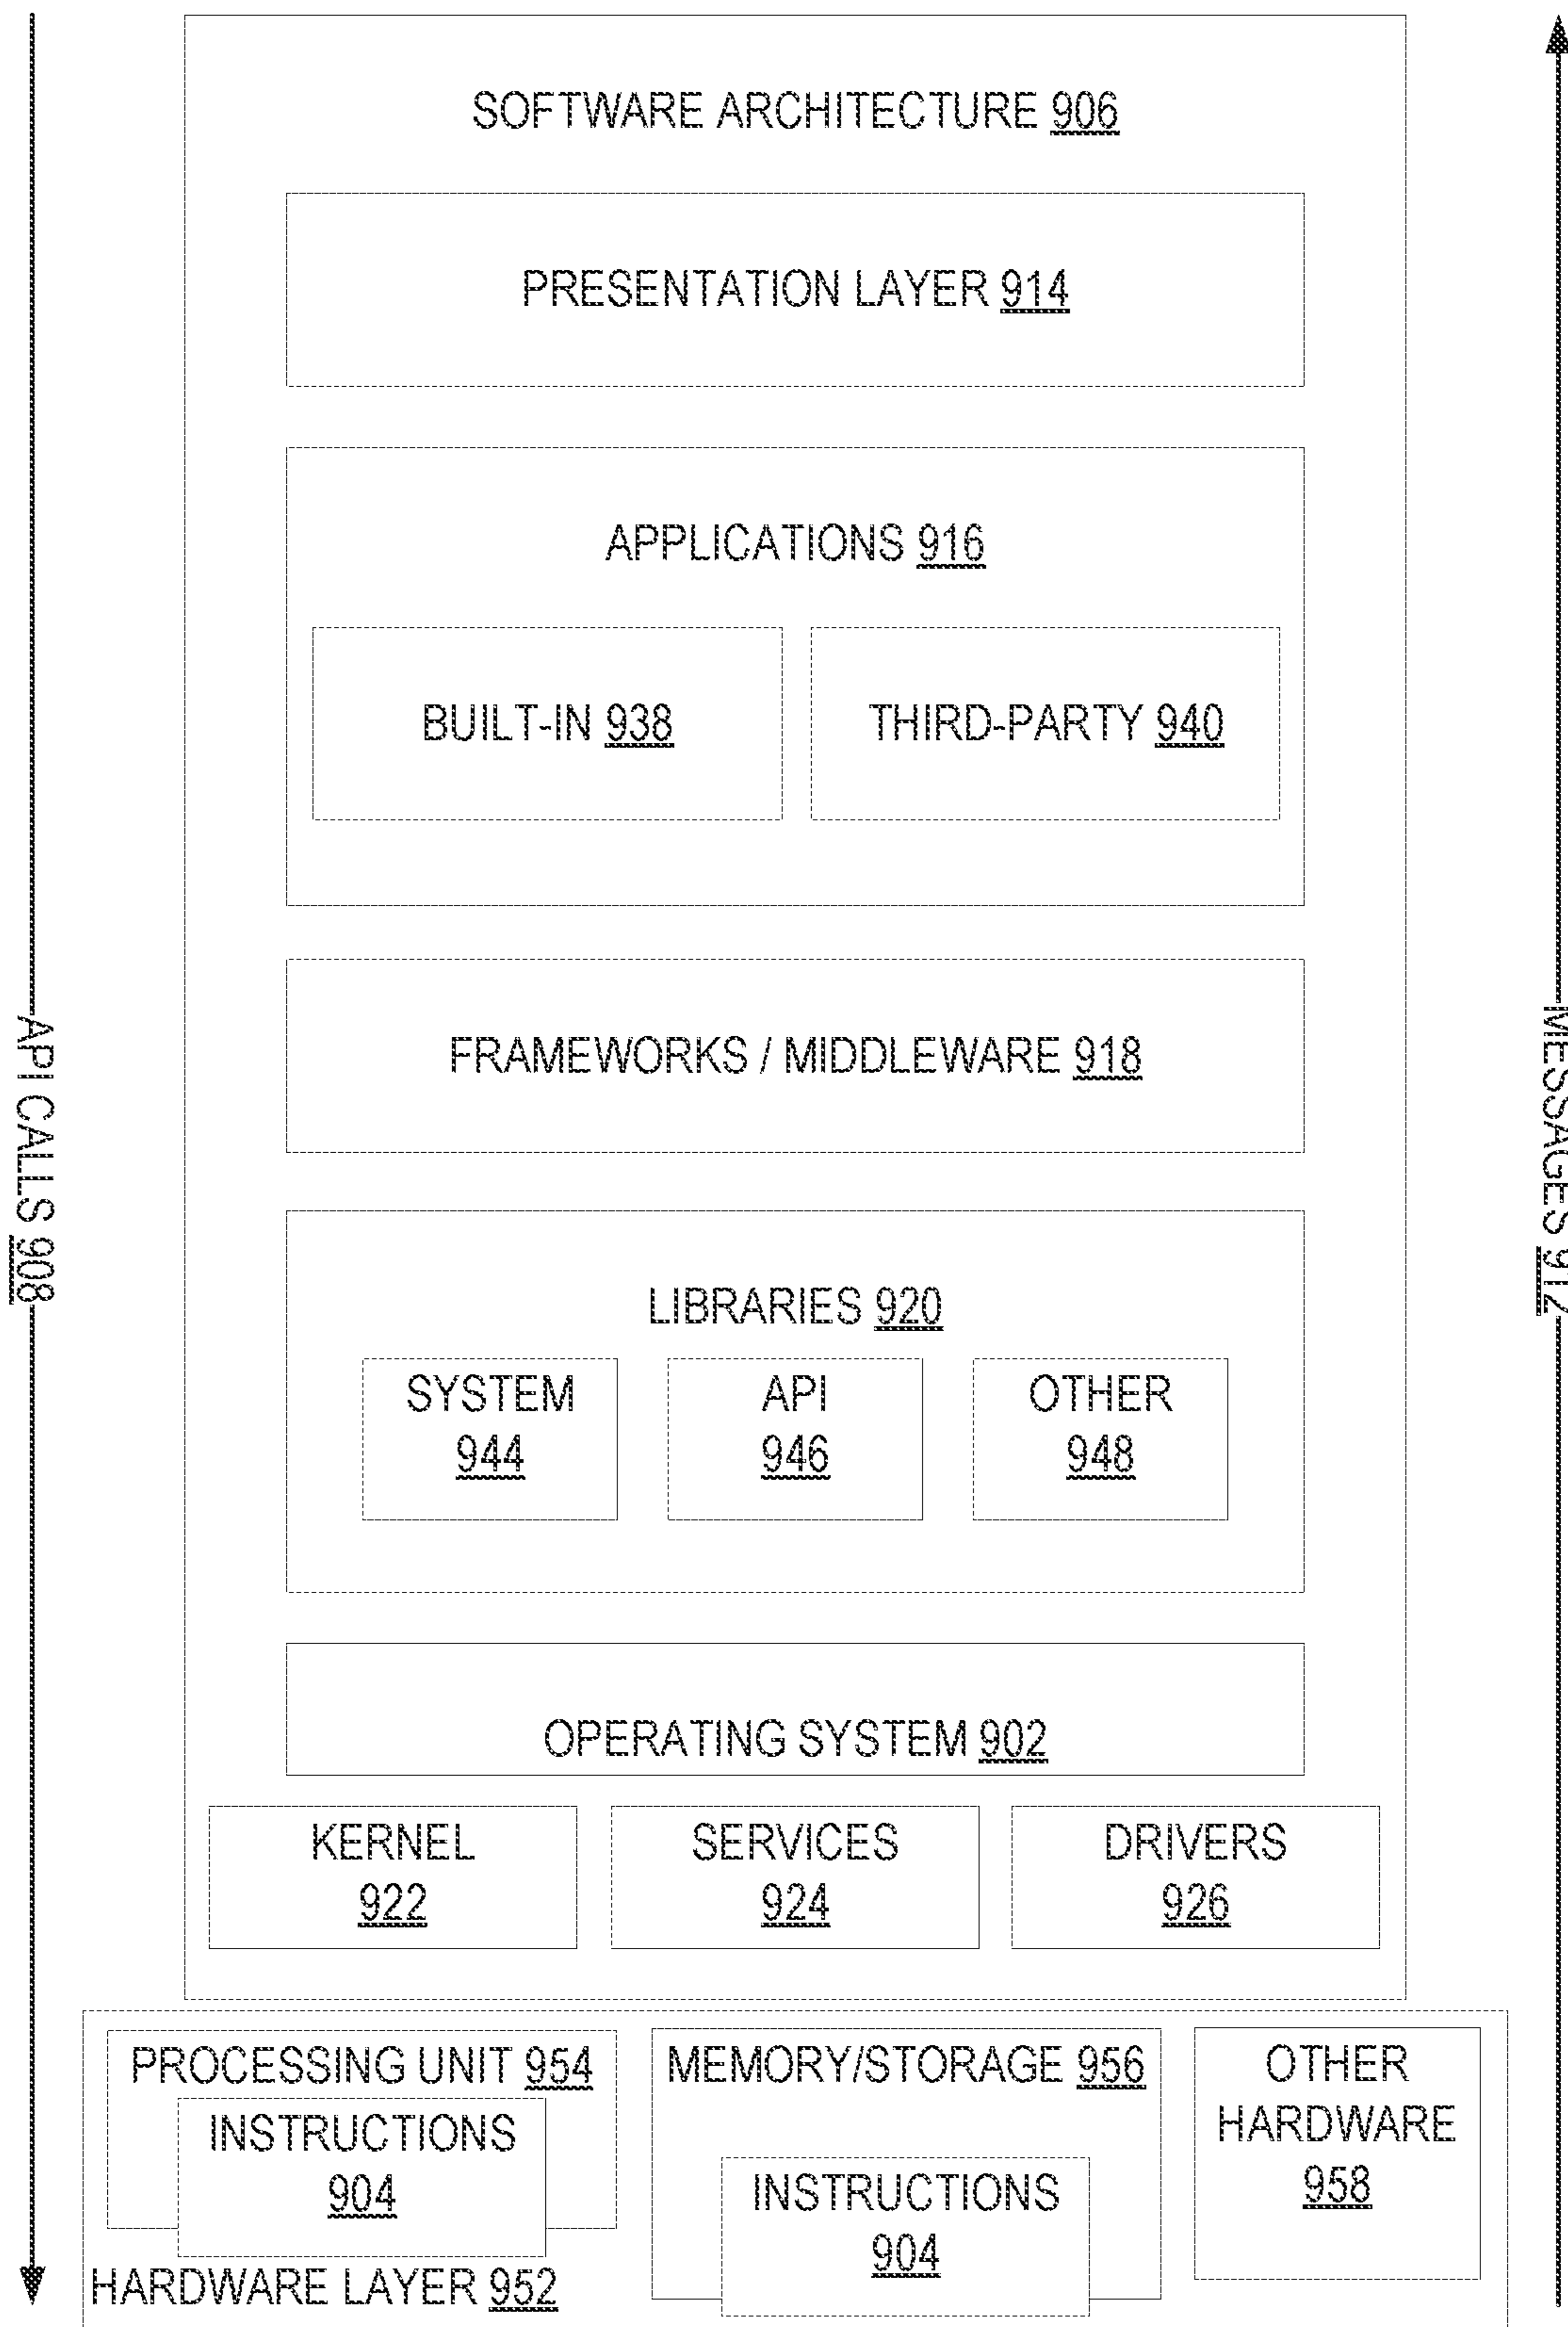 SOFTWARE ARCHITECTURE 906
PRESENTATION LAYER 914
APPLICATIONS 916
BUILT-IN 938
THIRD-PARTY 940
FRAMEWORKS / MIDDLEWARE 918
API CALLS 908
MESSAGES 912
LIBRARIES 920
SYSTEM
944
API
946
OTHER
948
OPERATING SYSTEM 902
KERNEL
922
SERVICES
924
DRIVERS
926
PROCESSING UNIT 954
INSTRUCTIONS
904
MEMORY/STORAGE 956
INSTRUCTIONS
904
OTHER
HARDWARE
958
HARDWARE LAYER 952